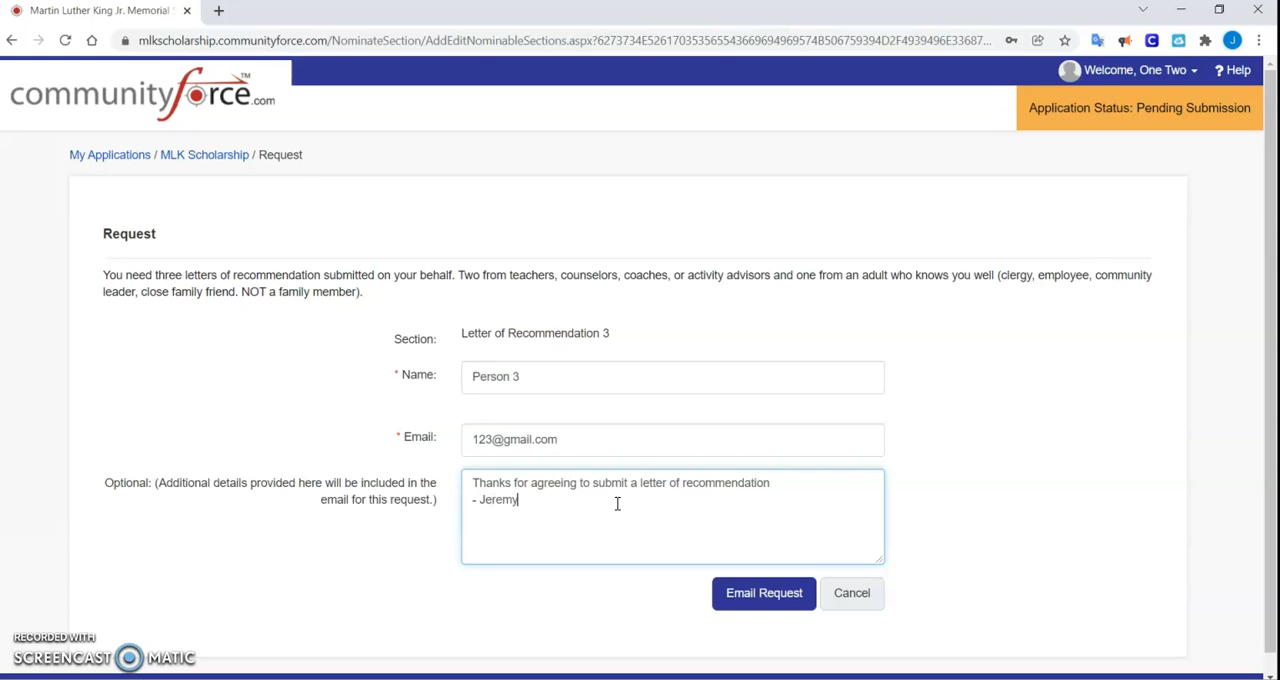 Martin Luther King Jr. Memorial
mlkscholarship.communityforce.com/NominateSection/AddEditNominableSections.aspx?6273734E526170353565543669694969574B506759394D2F4939496E33687...
Welcome, One Two
? Help
communityforce.com
TM
Application Status: Pending Submission
My Applications / MLK Scholarship / Request
Request
You need three letters of recommendation submitted on your behalf. Two from teachers, counselors, coaches, or activity advisors and one from an adult who knows you well (clergy, employee, community
leader, close family friend. NOT a family member).
Section:
Letter of Recommendation 3
* Name:
Person 3
* Email:
123@gmail.com
Optional: (Additional details provided here will be included in the
email for this request.)
Thanks for agreeing to submit a letter of recommendation
- Jeremy
Email Request
Cancel
RECORDED WITH
SCREENCAST MATIC